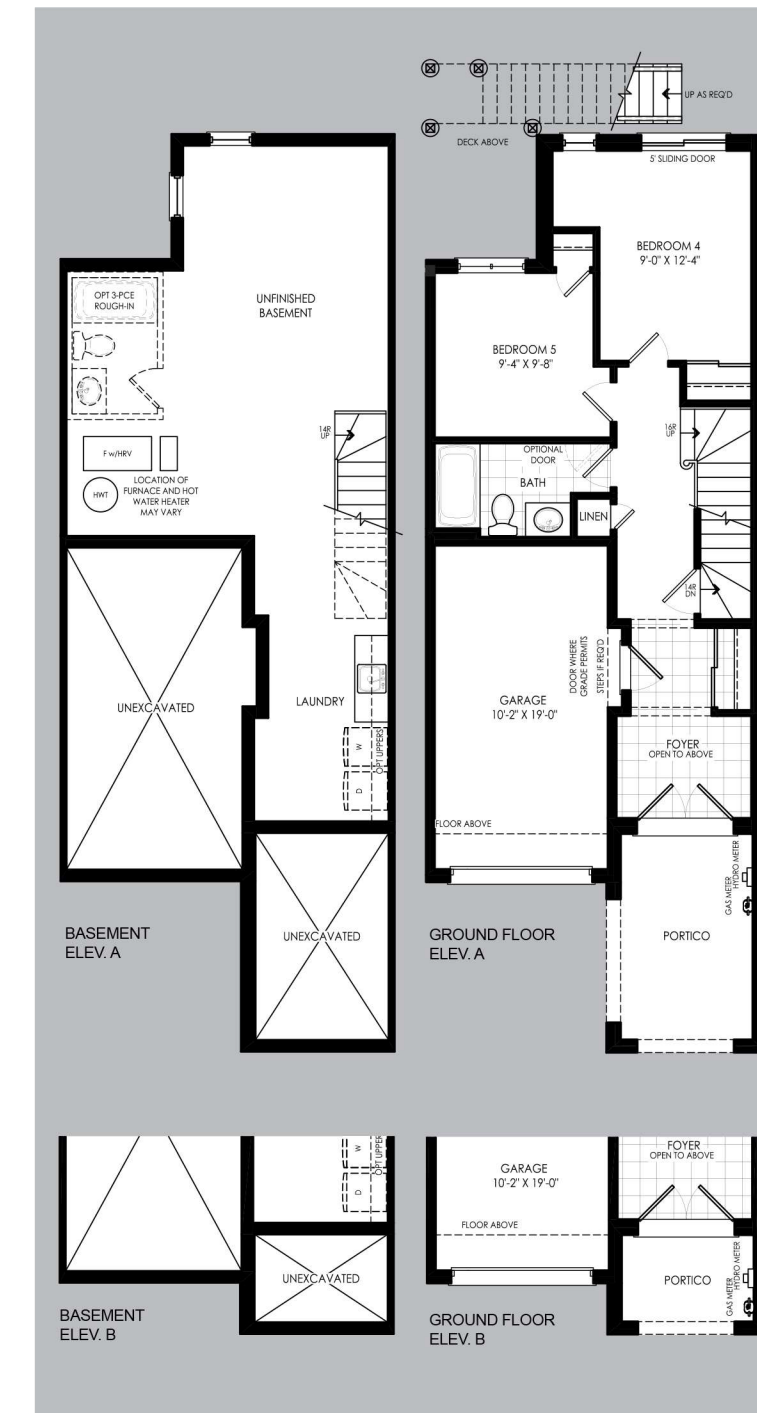 UP AS REQ'D
DECK ABOVE
5' SLIDING DOOR
BEDROOM 4
9'-0" X 12'-4"
OPT 3-PCE
ROUGH-IN
UNFINISHED
BASEMENT
BEDROOM 5
9'-4" X 9'-8"
14R
UP
16R
UP
F w/HRV
HWT
LOCATION OF
FURNACE AND HOT
WATER HEATER
MAY VARY
OPTIONAL
DOOR
BATH
LINEN
14R
DN
DOOR WHERE
GRADE PERMITS
STEPS IF REQ'D
UNEXCAVATED
LAUNDRY
W
D
OPT UPPERS
GARAGE
10'-2" X 19'-0"
FOYER
OPEN TO ABOVE
FLOOR ABOVE
GAS METER
HYDRO METER
BASEMENT
ELEV. A
UNEXCAVATED
GROUND FLOOR
ELEV. A
PORTICO
W
D
OPT UPPER
GARAGE
10'-2" X 19'-0"
FOYER
OPEN TO ABOVE
FLOOR ABOVE
UNEXCAVATED
PORTICO
GAS METER
HYDRO METER
BASEMENT
ELEV. B
GROUND FLOOR
ELEV. B